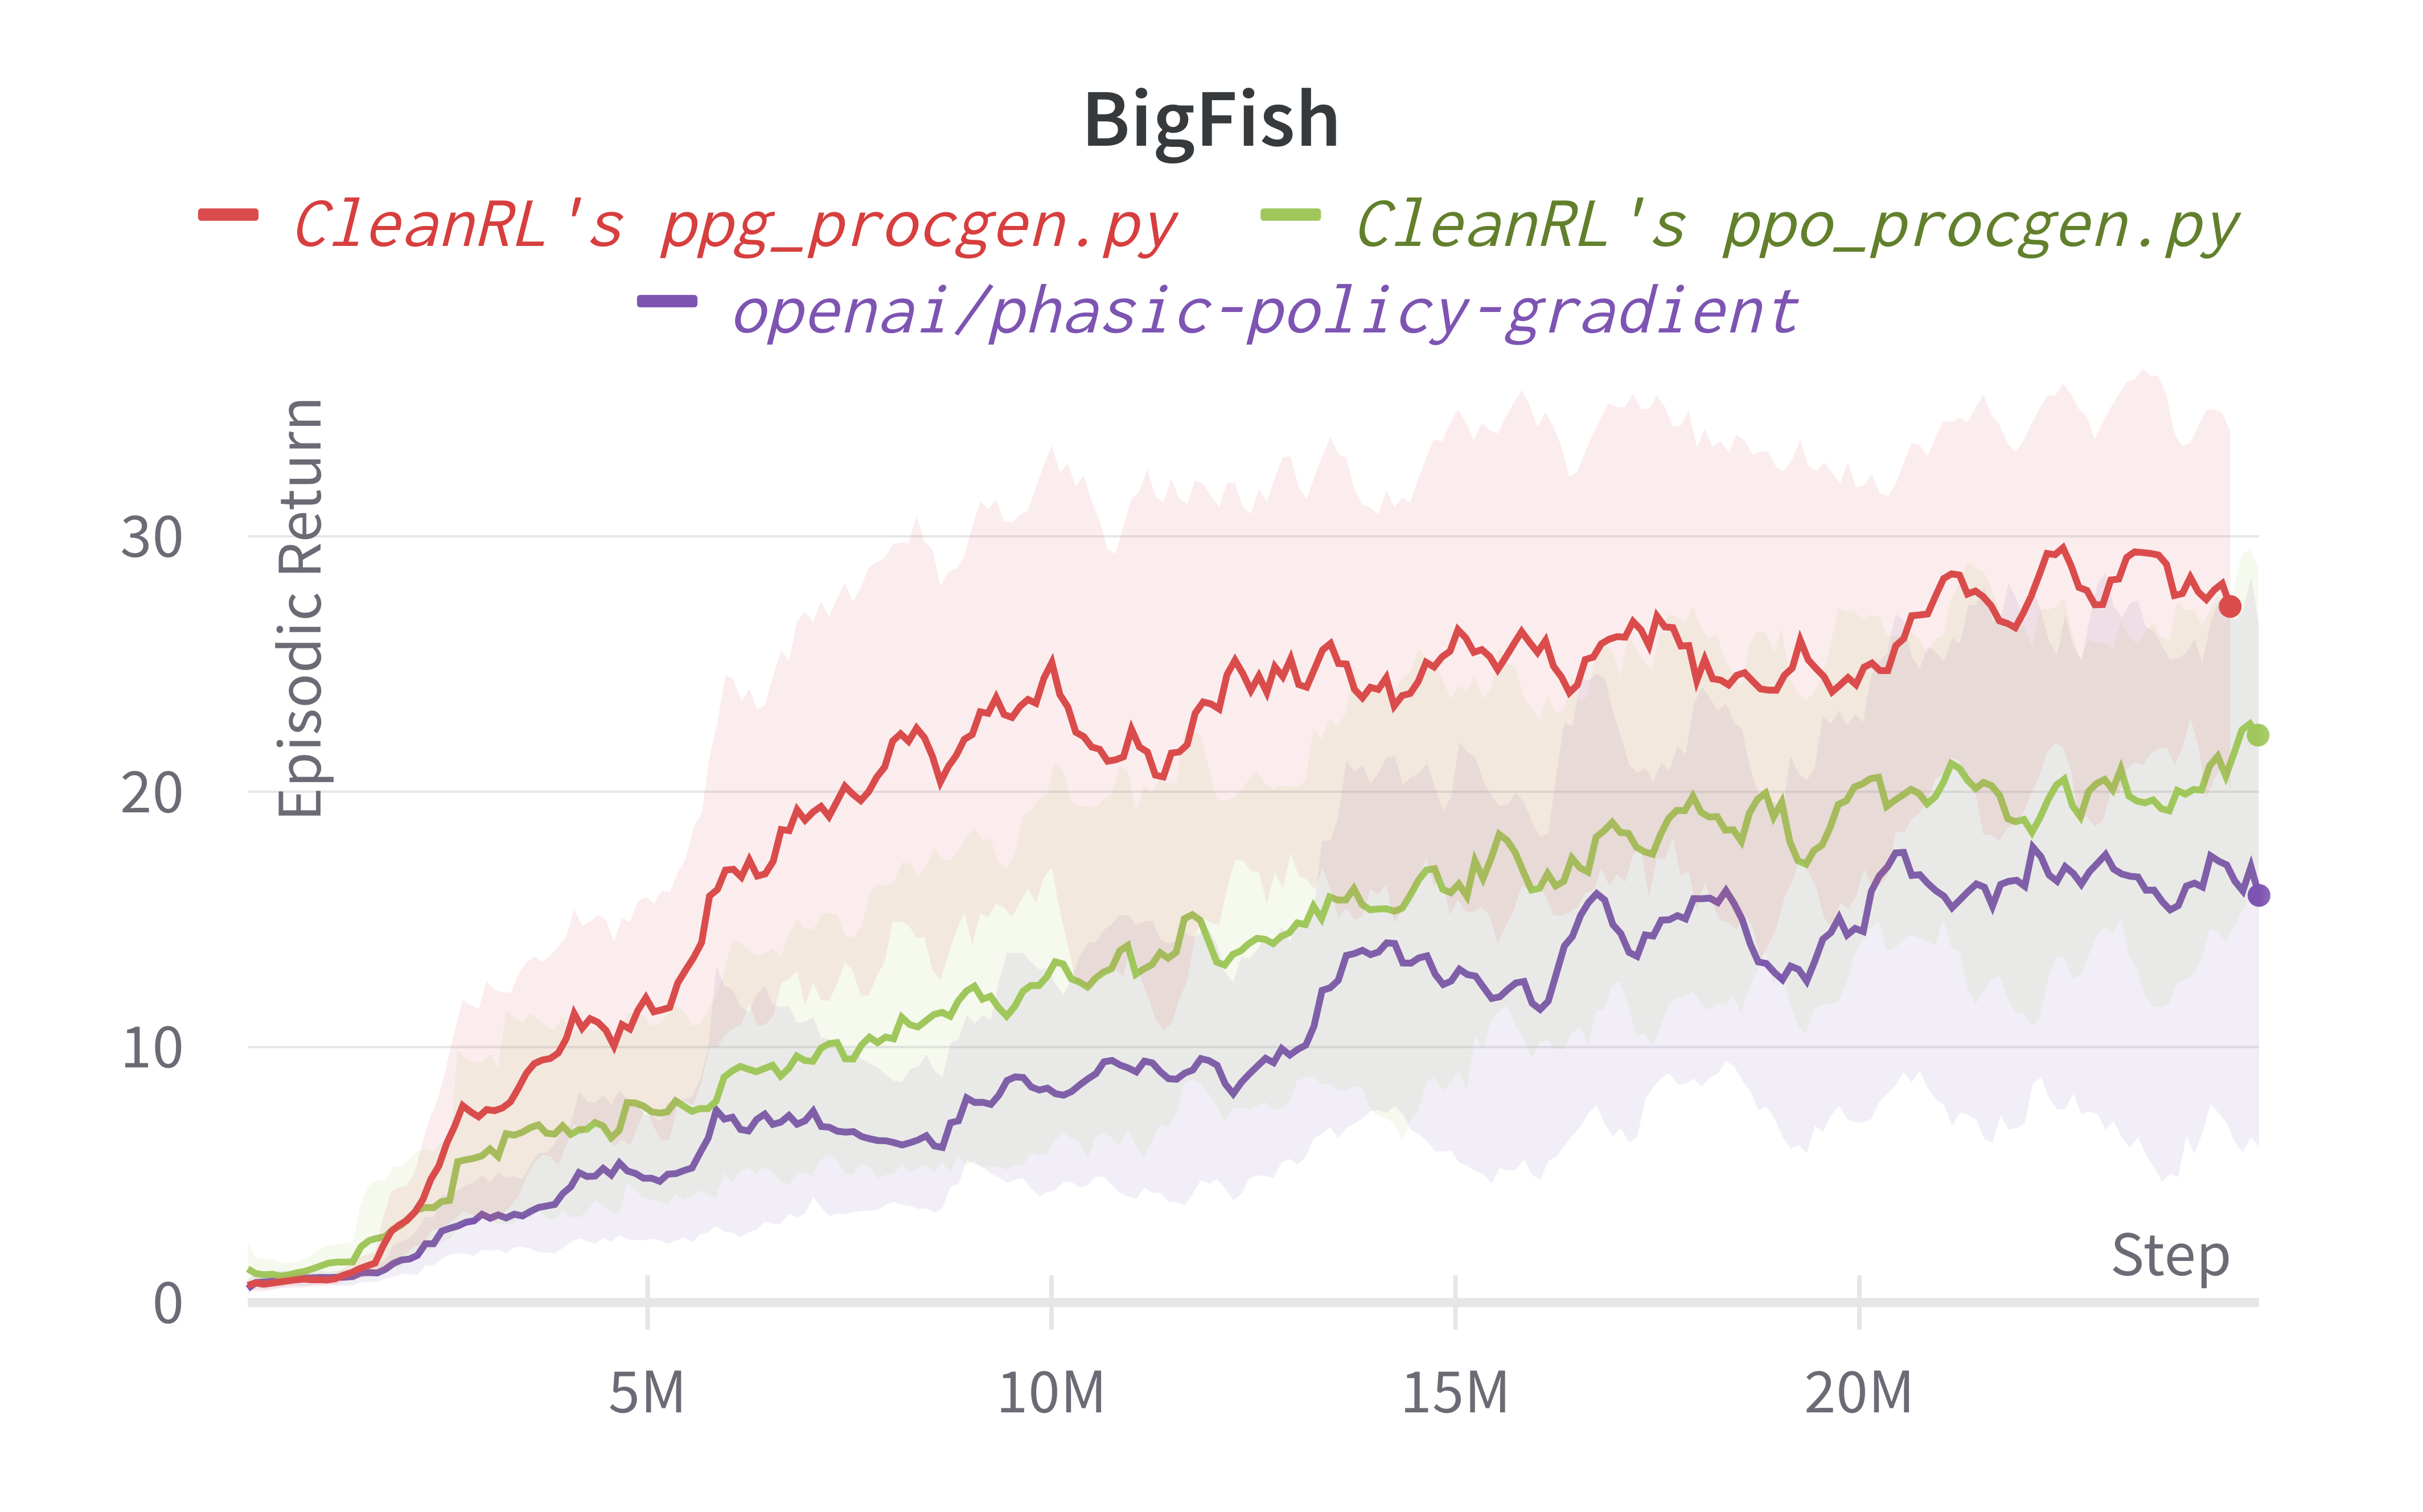 BigFish
CleanRL's ppg_procgen.py CleanRL's ppo_procgen.py
openai/phasic-policy-gradient
Episodic Return
30
20
10
0
Step
5M 10M 15M 20M